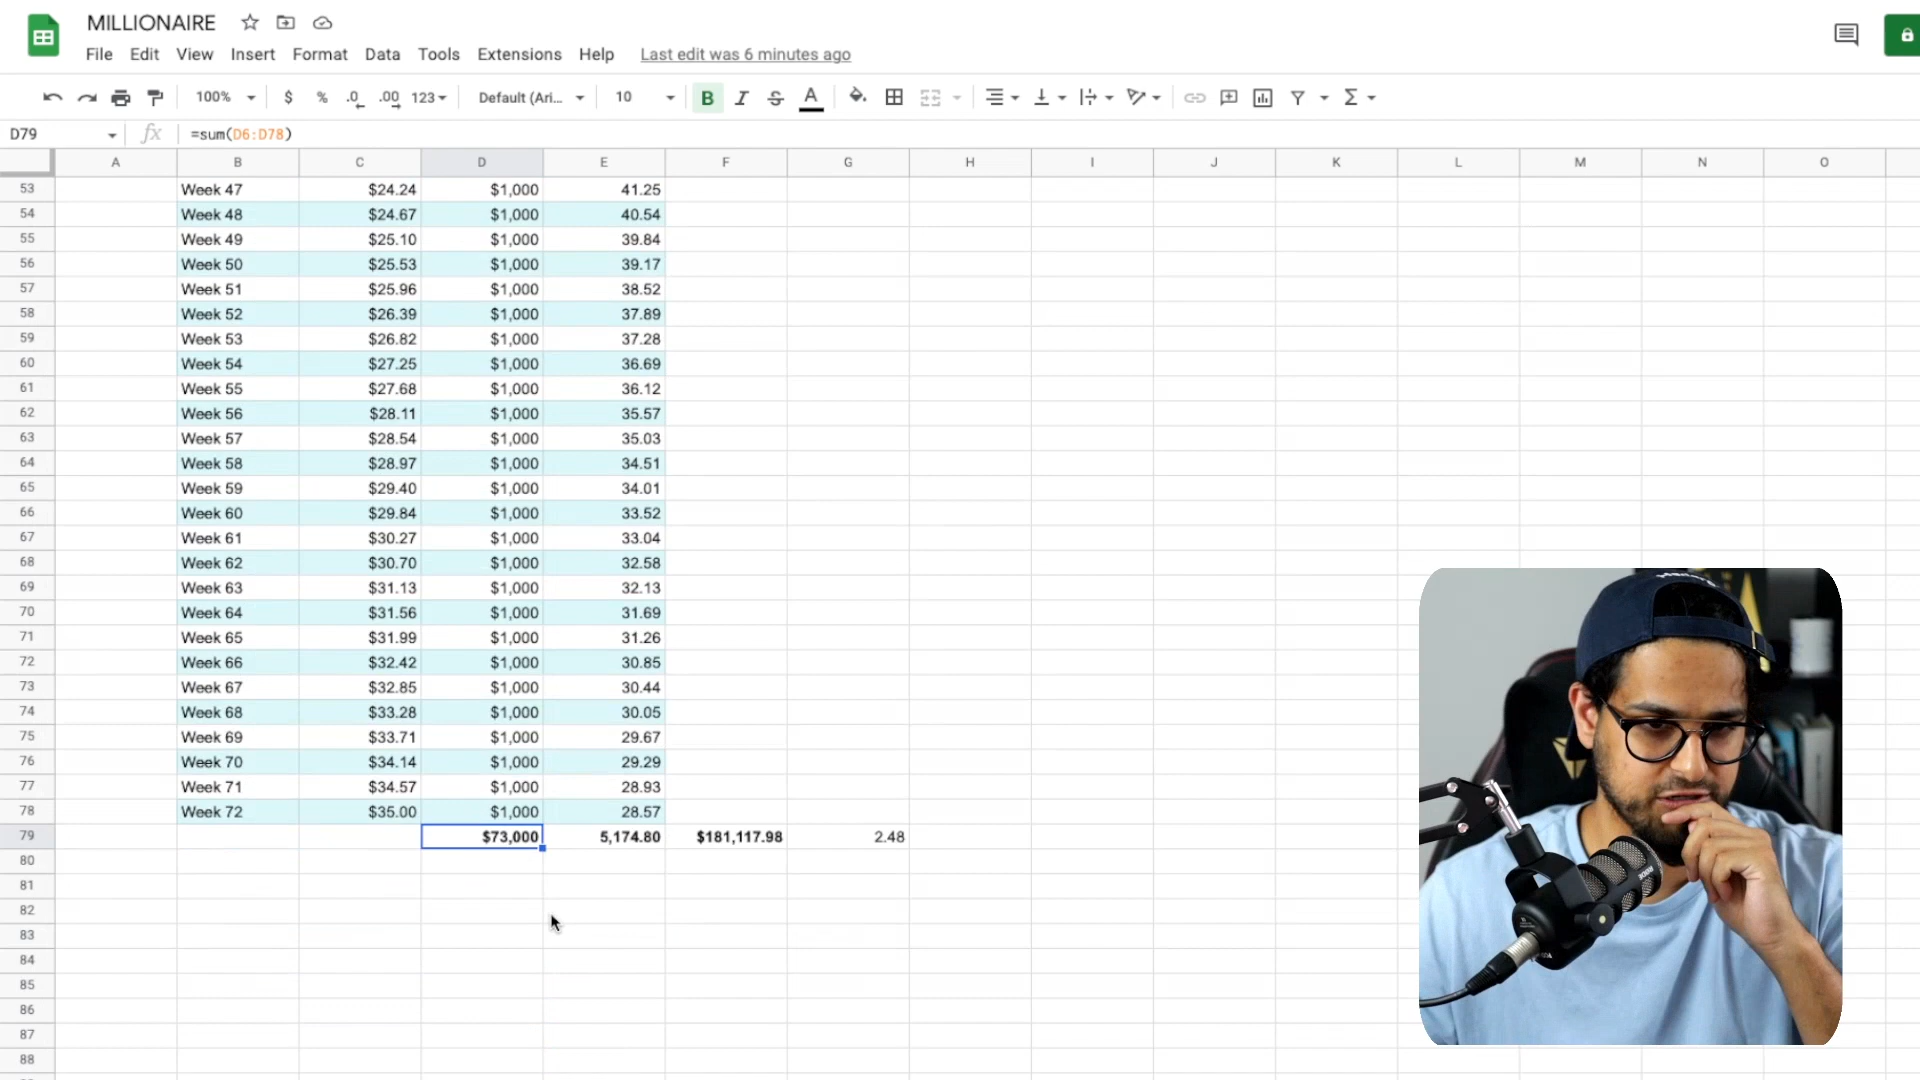 MILLIONAIRE
File Edit View Insert Format Data Tools Extensions Help Last edit was 6 minutes ago
100% $ % .0 .00 123 Default (Ari... 10 B I S A Σ
D79 fx =sum(D6:D78)
A B C D E F G H I J K L M N O
53 Week 47 $24.24 $1,000 41.25
54 Week 48 $24.67 $1,000 40.54
55 Week 49 $25.10 $1,000 39.84
56 Week 50 $25.53 $1,000 39.17
57 Week 51 $25.96 $1,000 38.52
58 Week 52 $26.39 $1,000 37.89
59 Week 53 $26.82 $1,000 37.28
60 Week 54 $27.25 $1,000 36.69
61 Week 55 $27.68 $1,000 36.12
62 Week 56 $28.11 $1,000 35.57
63 Week 57 $28.54 $1,000 35.03
64 Week 58 $28.97 $1,000 34.51
65 Week 59 $29.40 $1,000 34.01
66 Week 60 $29.84 $1,000 33.52
67 Week 61 $30.27 $1,000 33.04
68 Week 62 $30.70 $1,000 32.58
69 Week 63 $31.13 $1,000 32.13
70 Week 64 $31.56 $1,000 31.69
71 Week 65 $31.99 $1,000 31.26
72 Week 66 $32.42 $1,000 30.85
73 Week 67 $32.85 $1,000 30.44
74 Week 68 $33.28 $1,000 30.05
75 Week 69 $33.71 $1,000 29.67
76 Week 70 $34.14 $1,000 29.29
77 Week 71 $34.57 $1,000 28.93
78 Week 72 $35.00 $1,000 28.57
79 $73,000 5,174.80 $181,117.98 2.48
80
81
82
83
84
85
86
87
88